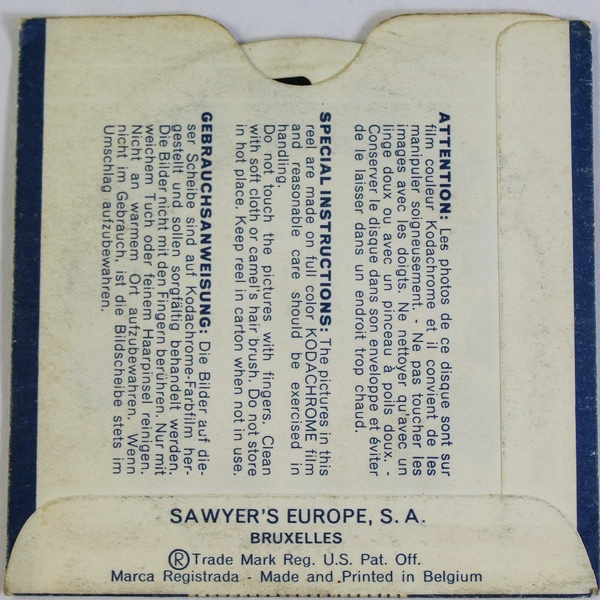 ATTENTION: Les photos de ce disque sont sur
film couleur Kodachrome et il convient de les
manipuler soigneusement. - Ne pas toucher les
images avec les doigts. Ne nettoyer qu'avec un
linge doux ou avec un pinceau à poils doux. -
Conserver le disque dans son enveloppe et éviter
de le laisser dans un endroit trop chaud.
SPECIAL INSTRUCTIONS: The pictures in this
reel are made on full color KODACHROME film
and reasonable care should be exercised in
handling.
Do not touch the pictures with fingers. Clean
with soft cloth or camel's hair brush. Do not store
in hot place. Keep reel in carton when not in use.
GEBRAUCHSANWEISUNG: Die Bilder auf die-
ser Scheibe sind auf Kodachrome-Farbfilm her-
gestellt und sollen sorgfältig behandelt werden.
Die Bilder nicht mit den Fingern berühren. Nur mit
weichem Tuch oder feinem Haarpinsel reinigen.
Nicht an warmem Ort aufzubewahren. Wenn
nicht im Gebrauch, ist die Bildscheibe stets im
Umschlag aufzubewahren.
SAWYER'S EUROPE, S.A.
BRUXELLES
® Trade Mark Reg. U.S. Pat. Off.
Marca Registrada - Made and Printed in Belgium